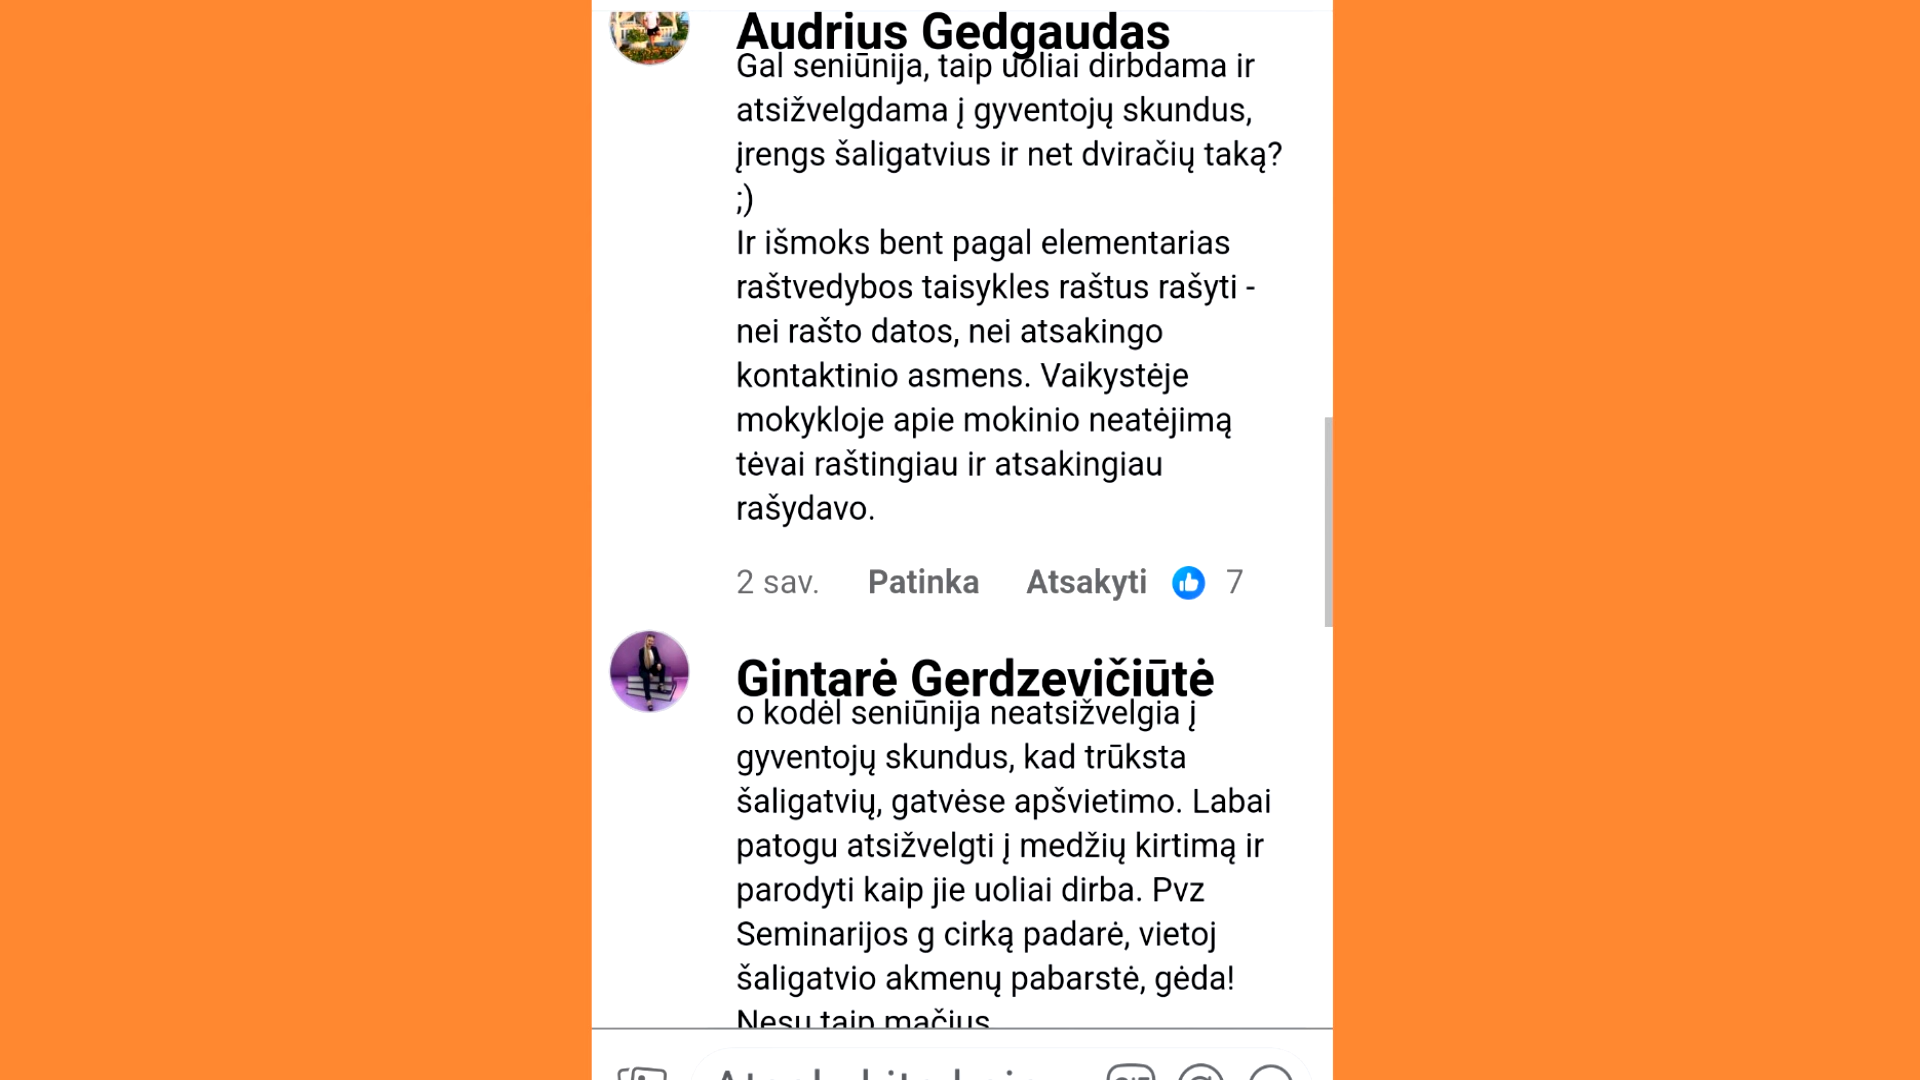 Audrius Gedgaudas
Gal seniūnija, taip uoliai dirbdama ir
atsižvelgdama į gyventojų skundus,
įrengs šaligatvius ir net dviračių taką?
;)
Ir išmoks bent pagal elementarias
raštvedybos taisykles raštus rašyti -
nei rašto datos, nei atsakingo
kontaktinio asmens. Vaikystėje
mokykloje apie mokinio neatėjimą
tėvai raštingiau ir atsakingiau
rašydavo.
2 sav. Patinka Atsakyti 7
Gintarė Gerdzevičiūtė
o kodėl seniūnija neatsižvelgia į
gyventojų skundus, kad trūksta
šaligatvių, gatvėse apšvietimo. Labai
patogu atsižvelgti į medžių kirtimą ir
parodyti kaip jie uoliai dirba. Pvz
Seminarijos g cirką padarė, vietoj
šaligatvio akmenų pabarstė, gėda!
Nesu taip mačius